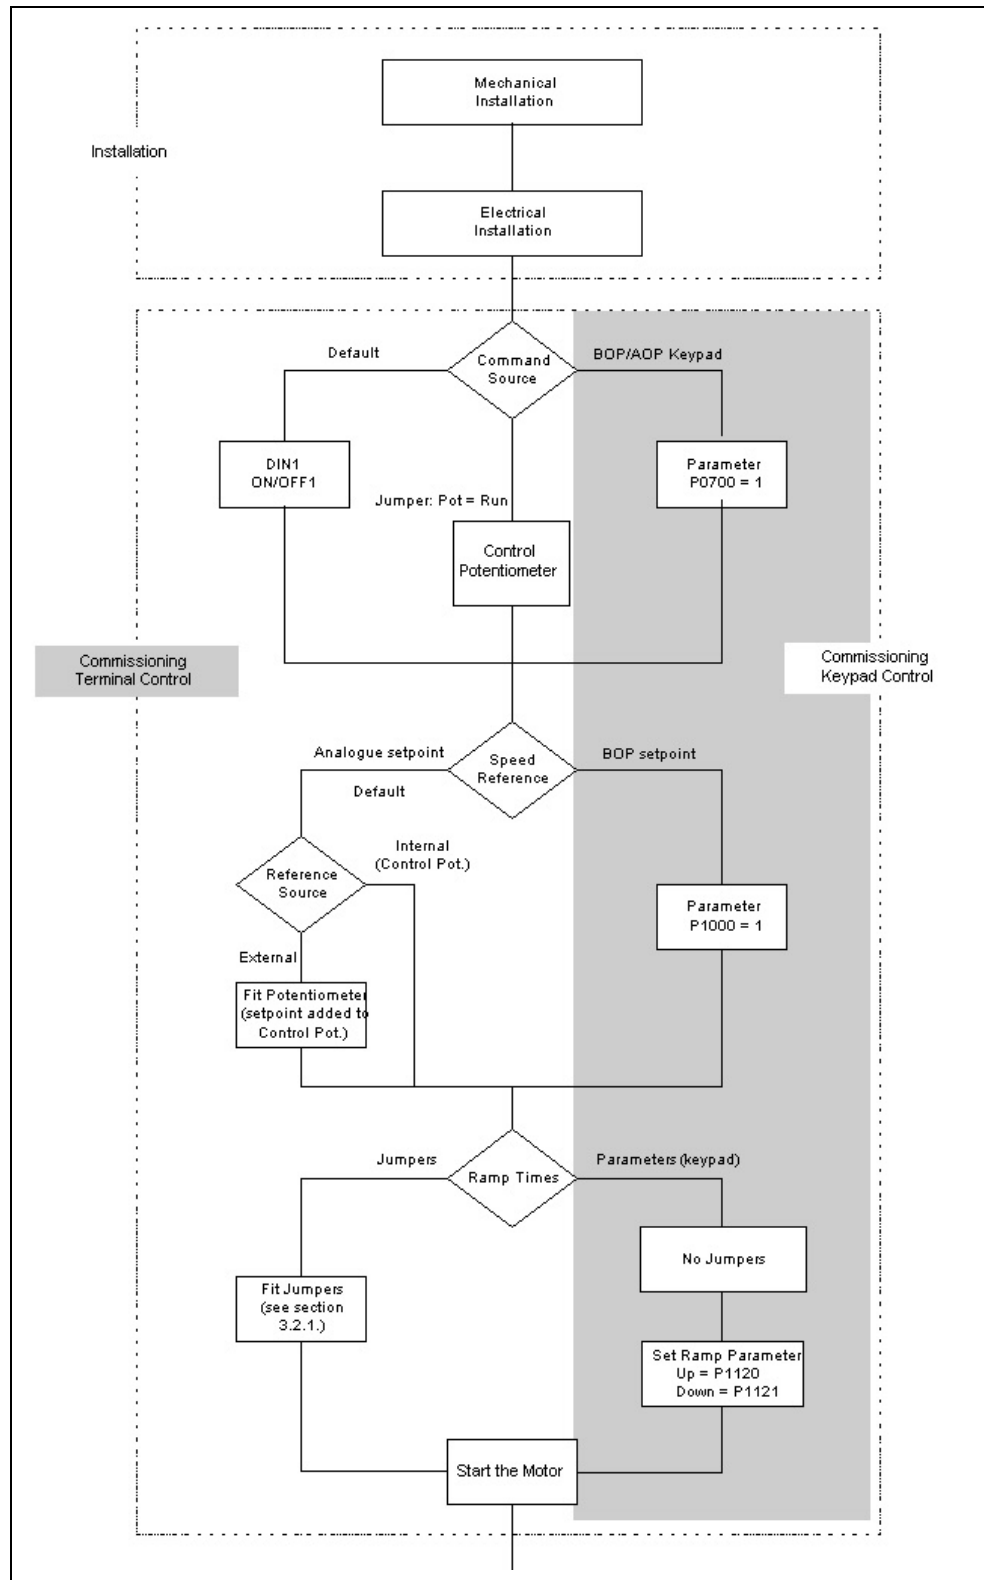 Mechanical
Installation
Installation
Electrical
Installation
Default
Command
Source
BOP/AOP Keypad
DIN1
ON/OFF1
Parameter
P0700 = 1
Jumper: Pot = Run
Control
Potentiometer
Commissioning
Terminal Control
Commissioning
Keypad Control
Analogue setpoint
Default
Speed
Reference
BOP setpoint
Internal
(Control Pot.)
Reference
Source
Parameter
P1000 = 1
External
Fit Potentiometer
(setpoint added to
Control Pot.)
Jumpers
Ramp Times
Parameters (keypad)
No Jumpers
Fit Jumpers
(see section
3.2.1.)
Set Ramp Parameter
Up = P1120
Down = P1121
Start the Motor